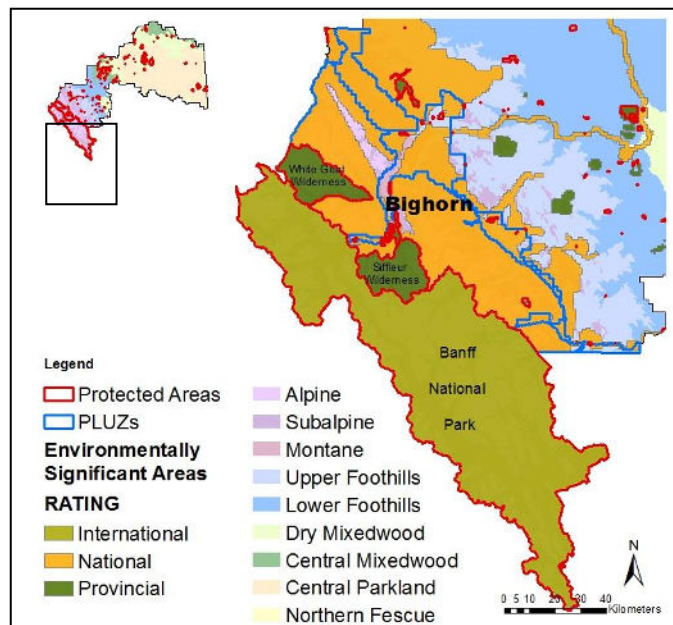 White Goat
Wilderness
Bighorn
Siffleur
Wilderness
Banff
National
Park
Legend
Protected Areas
PLUZs
Environmentally
Significant Areas
RATING
International
National
Provincial
Alpine
Subalpine
Montane
Upper Foothills
Lower Foothills
Dry Mixedwood
Central Mixedwood
Central Parkland
Northern Fescue
N
0 5 10 20 30 40
Kilometers